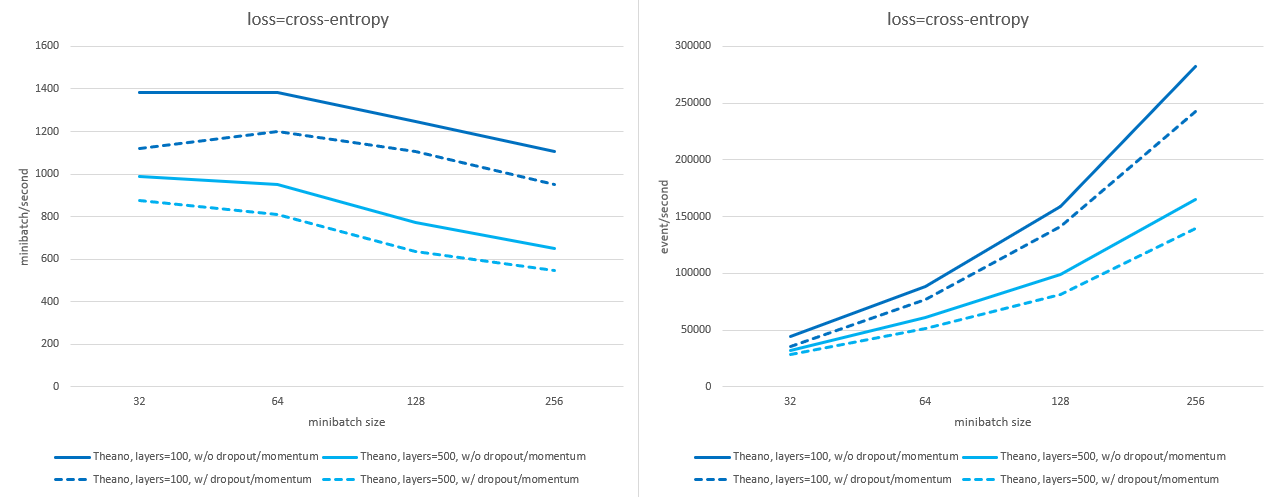 loss=cross-entropy
1600
1400
1200
1000
800
600
400
200
0
minibatch/second
32 64 128 256
minibatch size
Theano, layers=100, w/o dropout/momentum Theano, layers=500, w/o dropout/momentum
Theano, layers=100, w/ dropout/momentum Theano, layers=500, w/ dropout/momentum
loss=cross-entropy
300000
250000
200000
150000
100000
50000
0
event/second
32 64 128 256
minibatch size
Theano, layers=100, w/o dropout/momentum Theano, layers=500, w/o dropout/momentum
Theano, layers=100, w/ dropout/momentum Theano, layers=500, w/ dropout/momentum